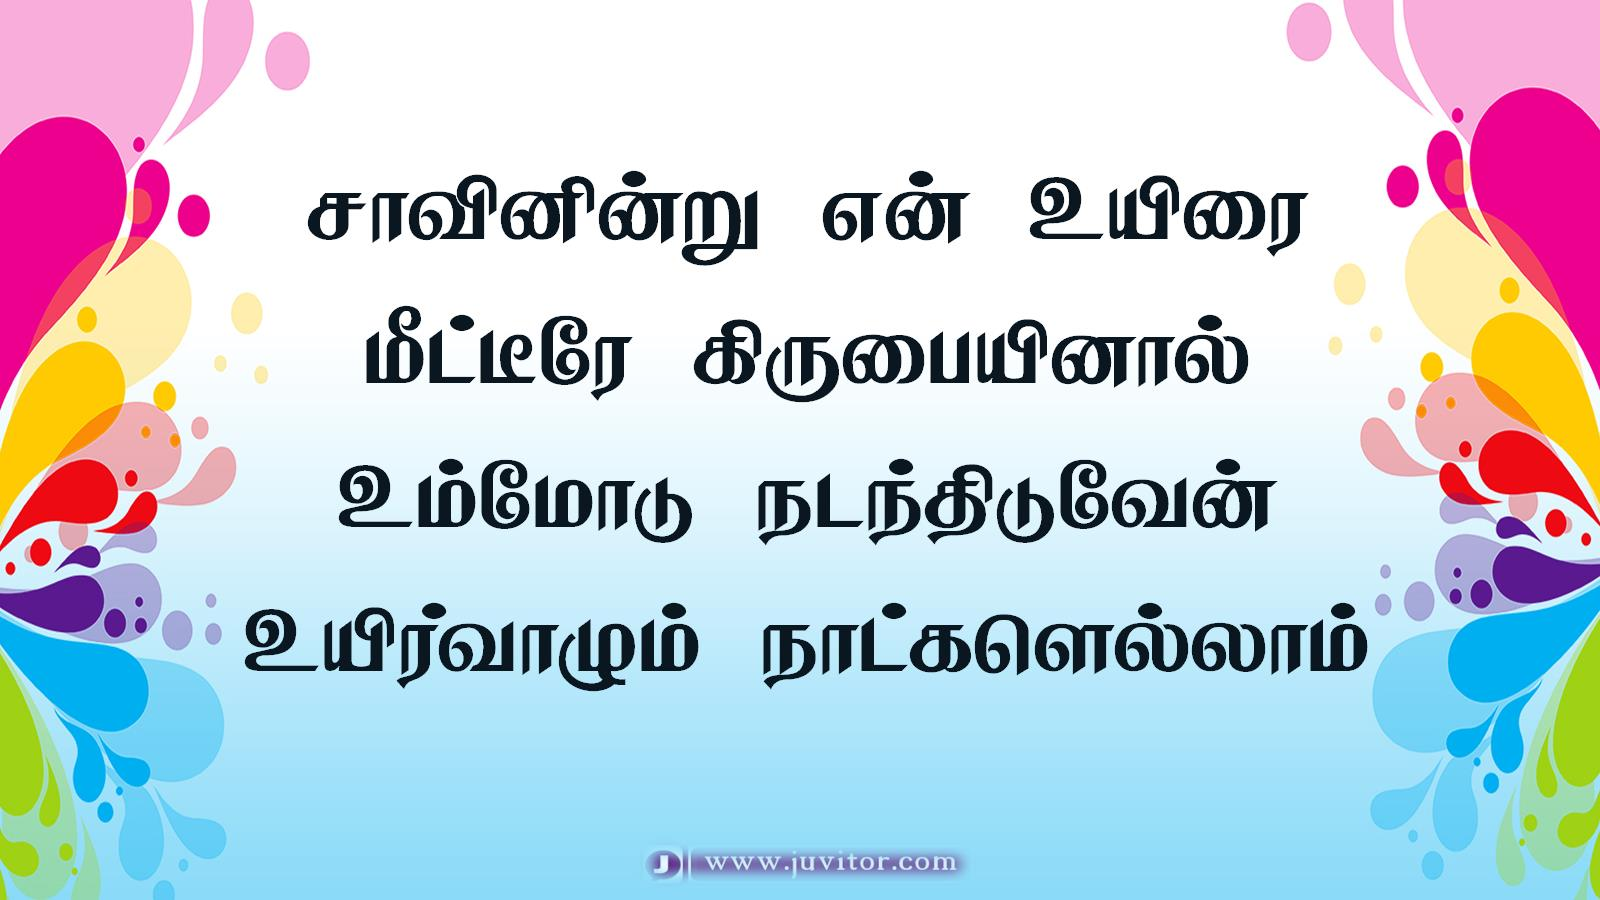 சாவினின்று என் உயிரை
மீட்டீரே கிருபையினால்
உம்மோடு நடந்திடுவேன்
உயிர்வாழும் நாட்களெல்லாம்
J | www.juvitor.com